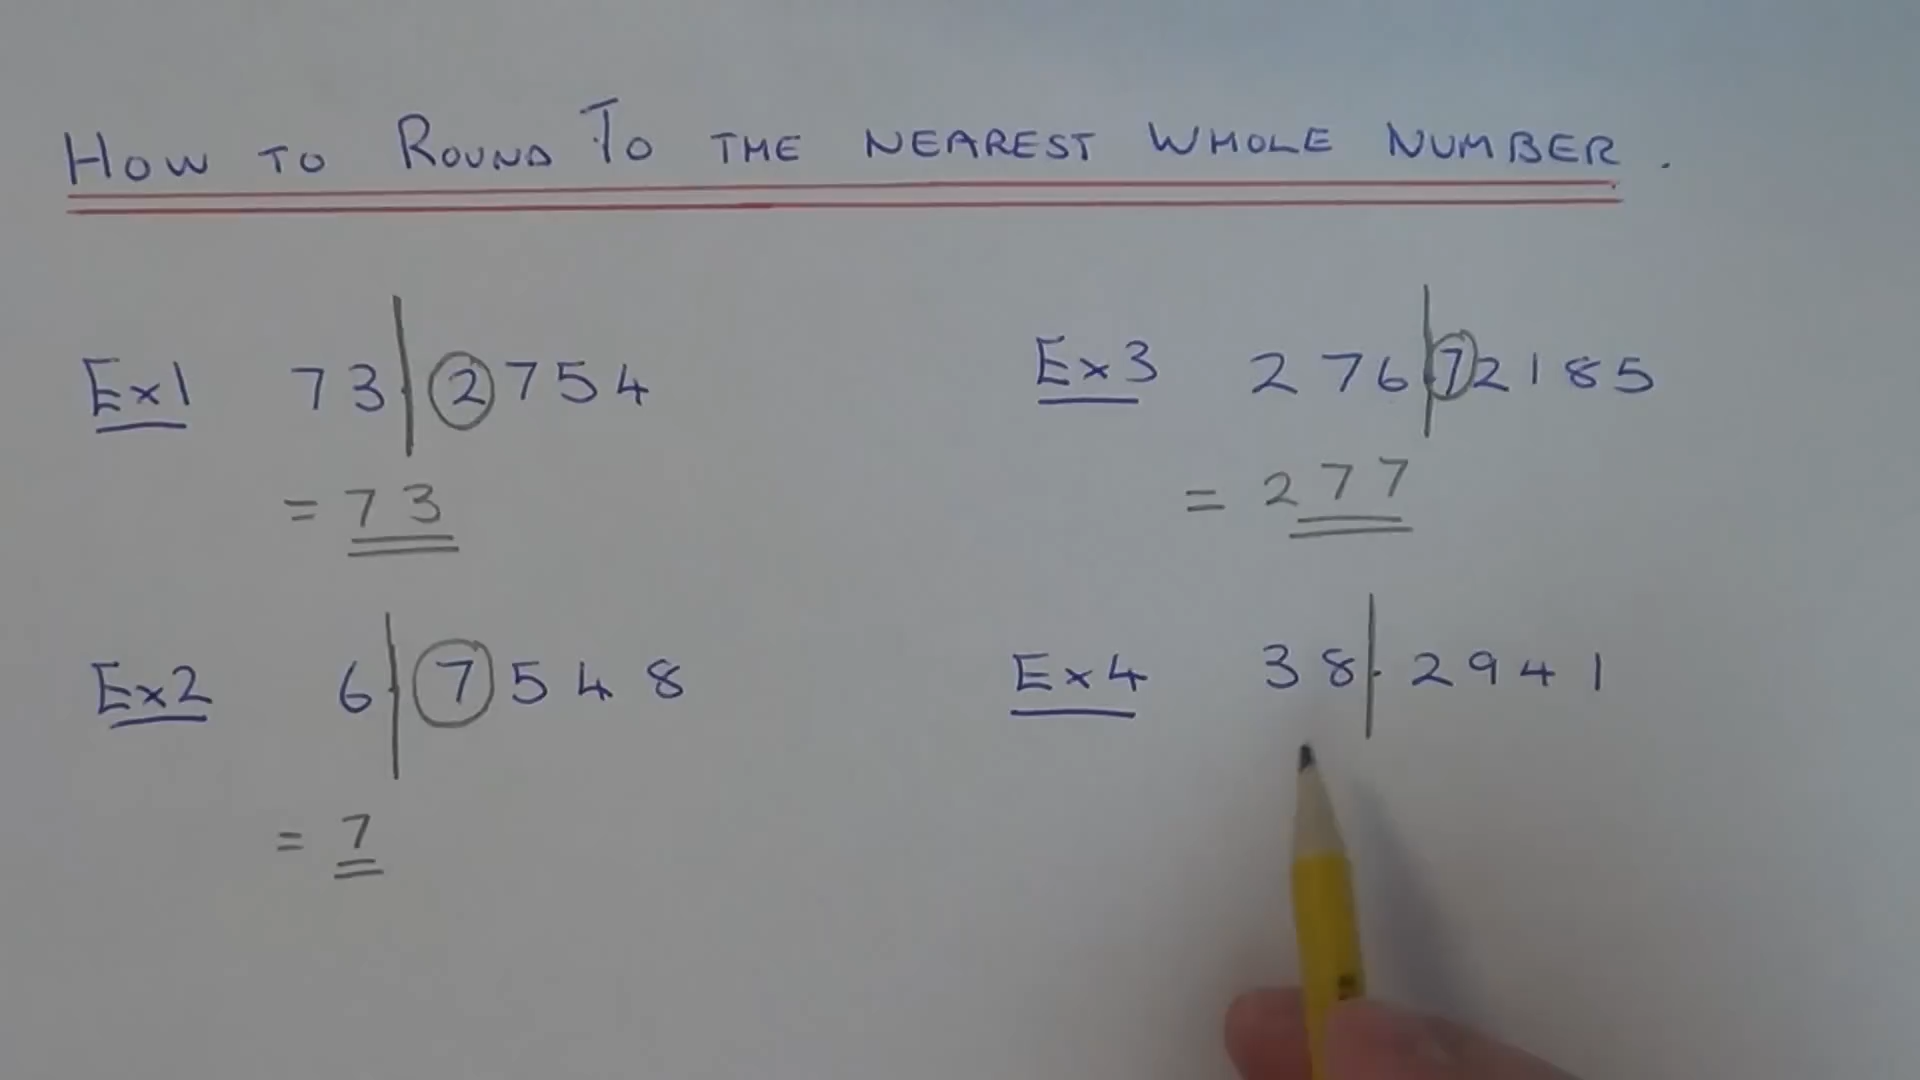 HOW TO ROUND TO THE NEAREST WHOLE NUMBER.
Ex1 73.2754
= 73
Ex2 6.7548
= 7
Ex3 276.72185
= 277
Ex4 38.2941